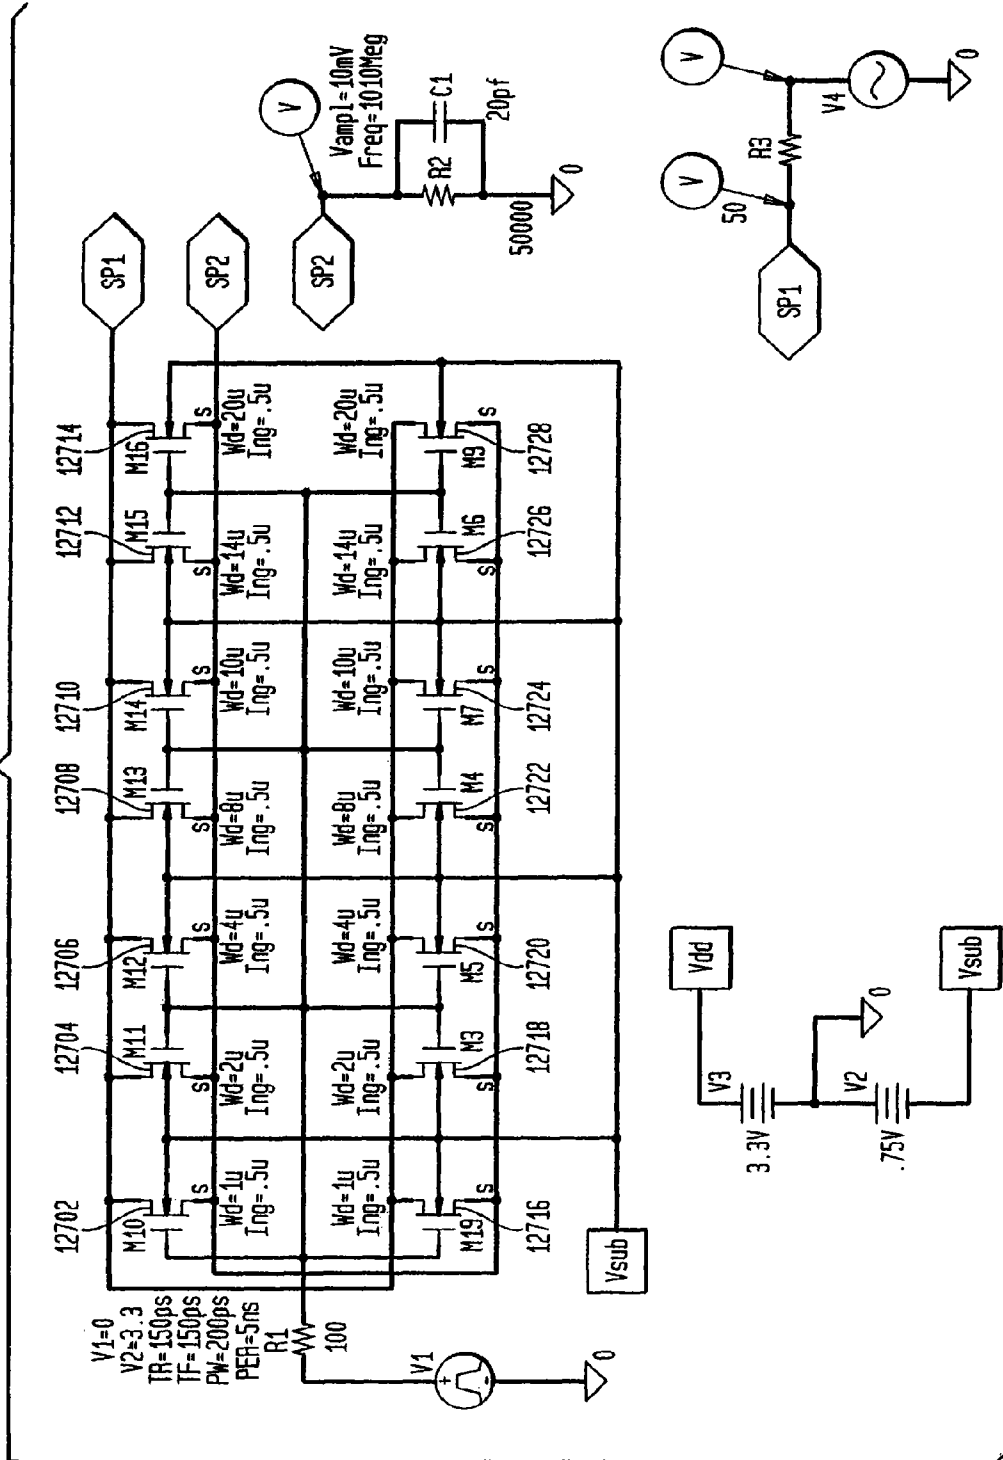 12702
12704
12706
12708
12710
12712
12714
M10
M11
M12
M13
M14
M15
M16
S
S
S
S
S
S
S
Wd=1u
Ing=.5u
Wd=2u
Ing=.5u
Wd=4u
Ing=.5u
Wd=8u
Ing=.5u
Wd=10u
Ing=.5u
Wd=14u
Ing=.5u
Wd=20u
Ing=.5u
SP1
SP2
Wd=1u
Ing=.5u
Wd=2u
Ing=.5u
Wd=4u
Ing=.5u
Wd=8u
Ing=.5u
Wd=10u
Ing=.5u
Wd=14u
Ing=.5u
Wd=20u
Ing=.5u
M19
M3
M5
M4
M7
M6
M9
S
S
S
S
S
S
S
12716
12718
12720
12722
12724
12726
12728
V1=0
V2=3.3
TR=150ps
TF=150ps
PW=200ps
PER=5ns
R1
100
V1
+
-
0
Vsub
V
SP2
Vampl=10mV
Freq=1010Meg
R2
C1
20pf
50000
0
V3
3.3V
Vdd
0
V2
.75V
Vsub
V
V
50
R3
SP1
V4
0